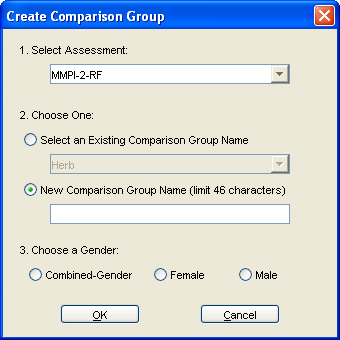 Create Comparison Group
1. Select Assessment:
MMPI-2-RF
2. Choose One:
Select an Existing Comparison Group Name
Herb
New Comparison Group Name (limit 46 characters)
3. Choose a Gender:
Combined-Gender Female Male
OK Cancel